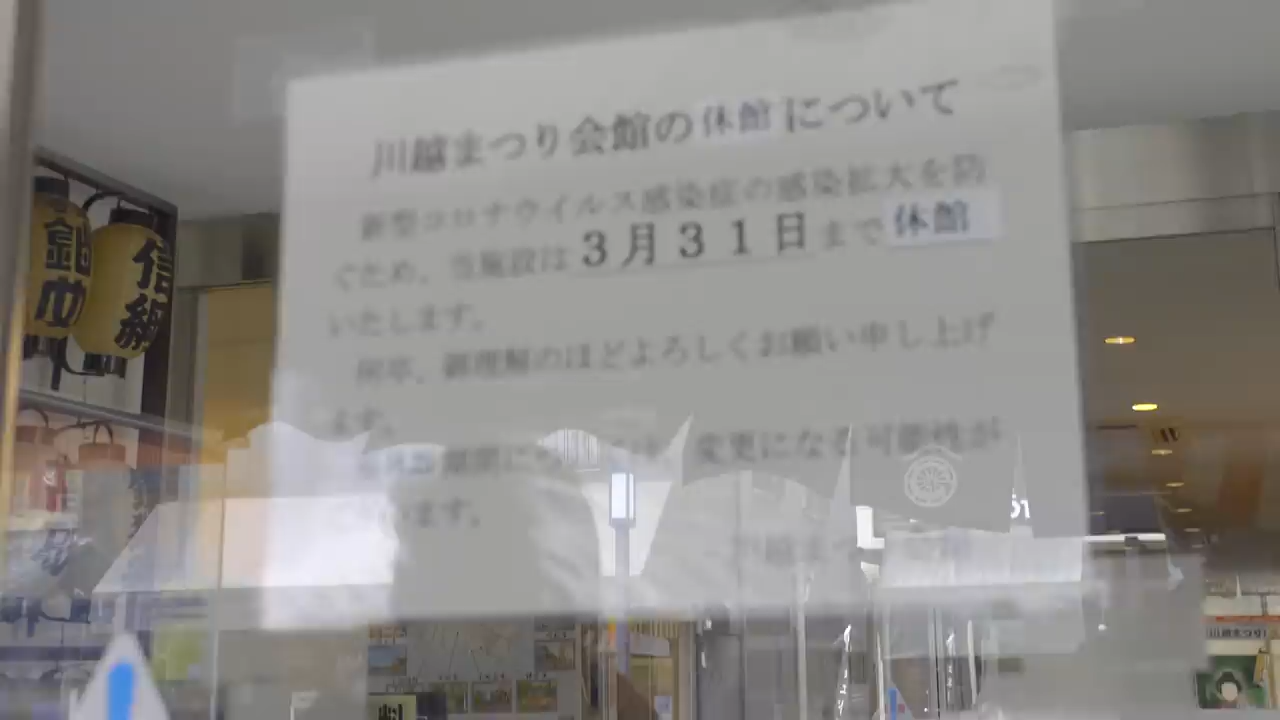 川越まつり会館の休館について
新型コロナウイルス感染症の感染拡大を防
ぐため、当施設は3月31日まで休館
いたします。
何卒、御理解のほどよろしくお願い申し上げ
ます。
変更になる可能性が
います。
信綱
川越まつり